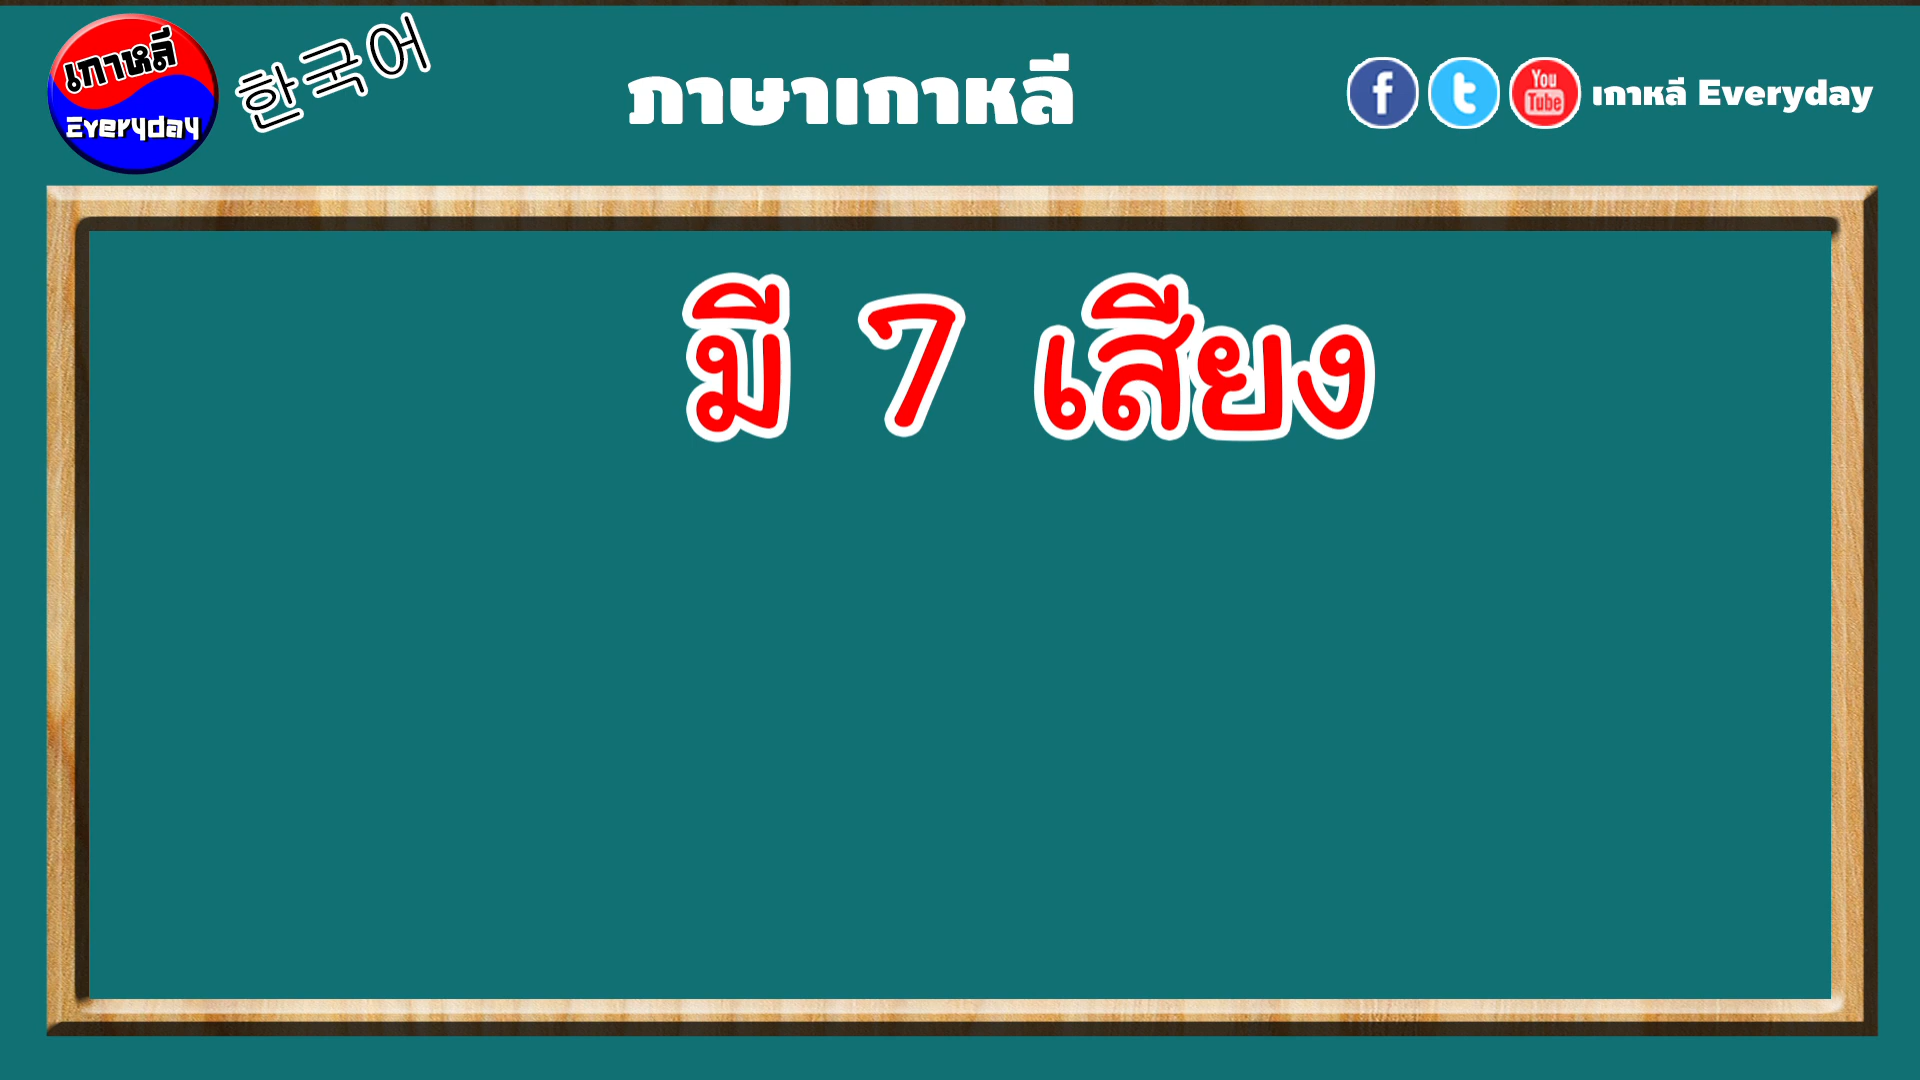 เกาหลี
Everyday
한국어
ภาษาเกาหลี
f t You Tube เกาหลี Everyday
มี 7 เสียง